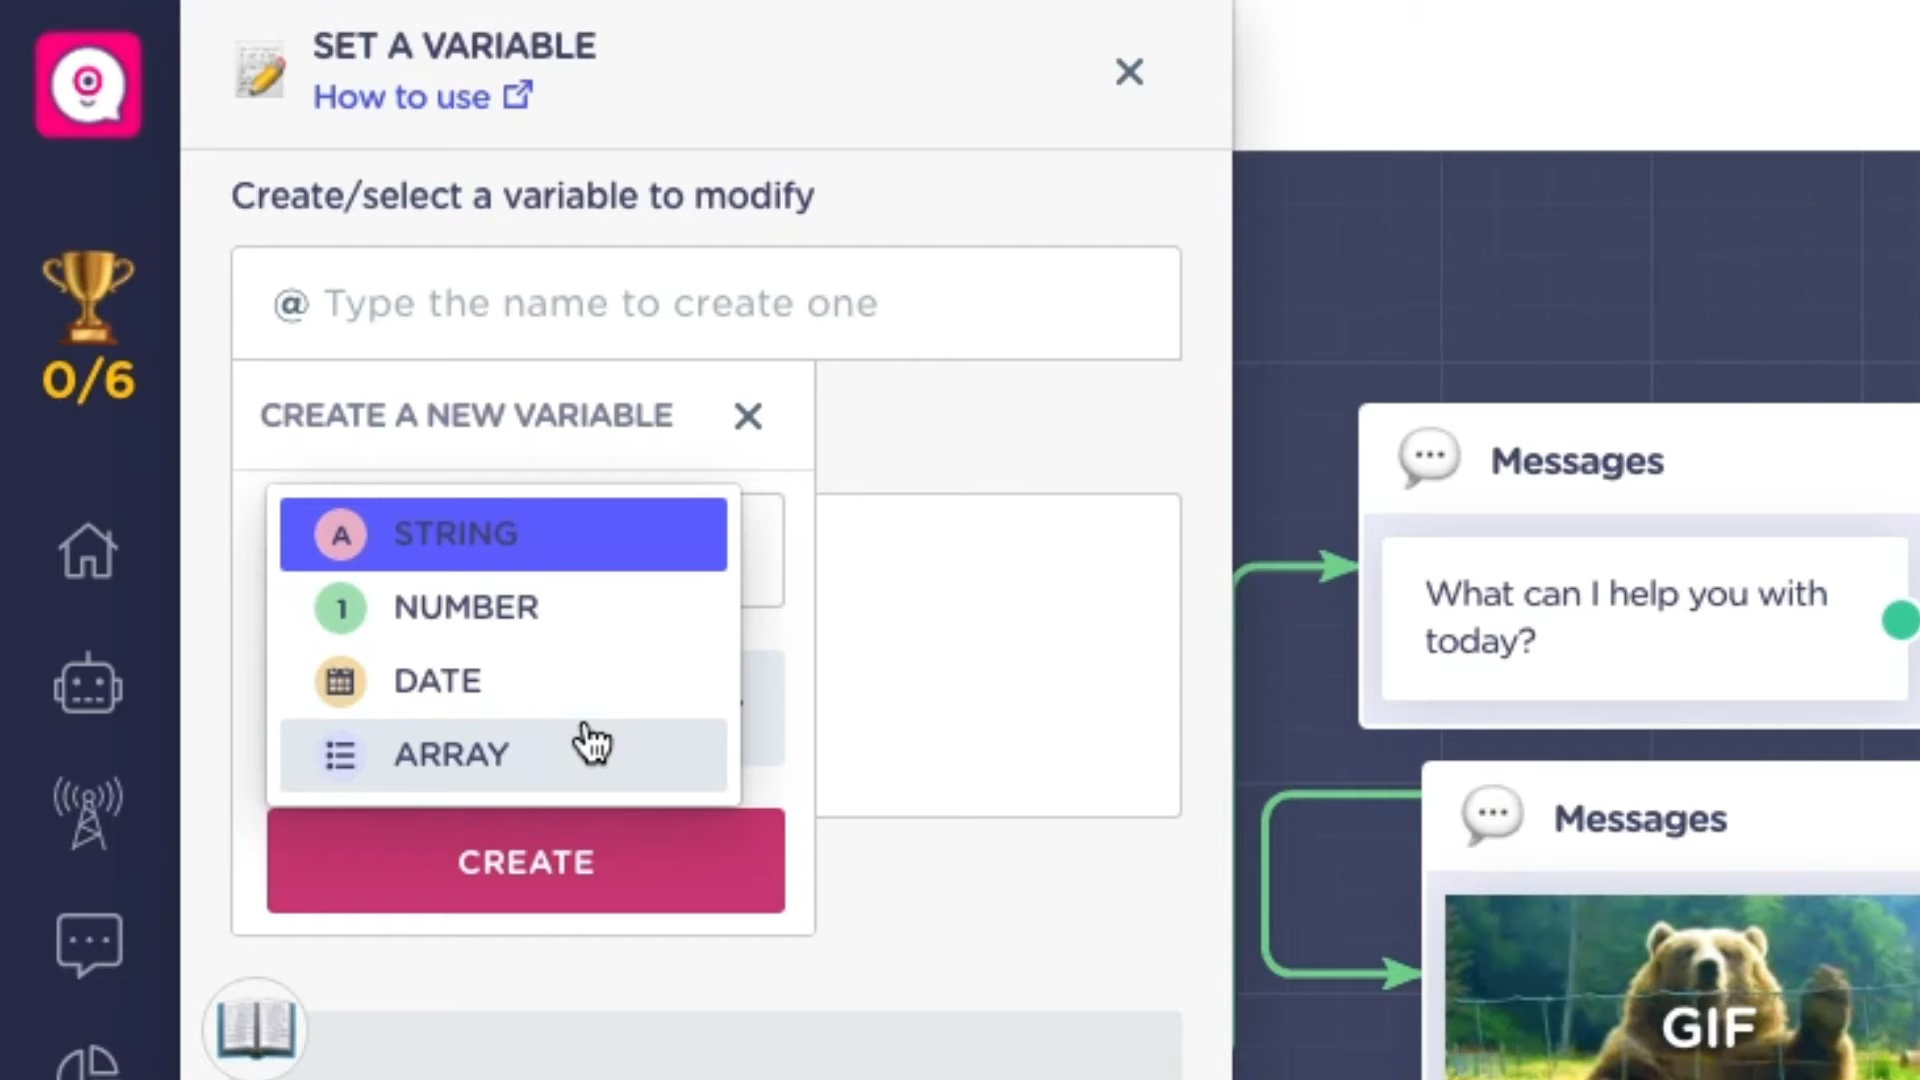 SET A VARIABLE
How to use
0/6
Create/select a variable to modify
@ Type the name to create one
CREATE A NEW VARIABLE
A STRING
1 NUMBER
DATE
ARRAY
CREATE
Messages
What can I help you with
today?
Messages
GIF